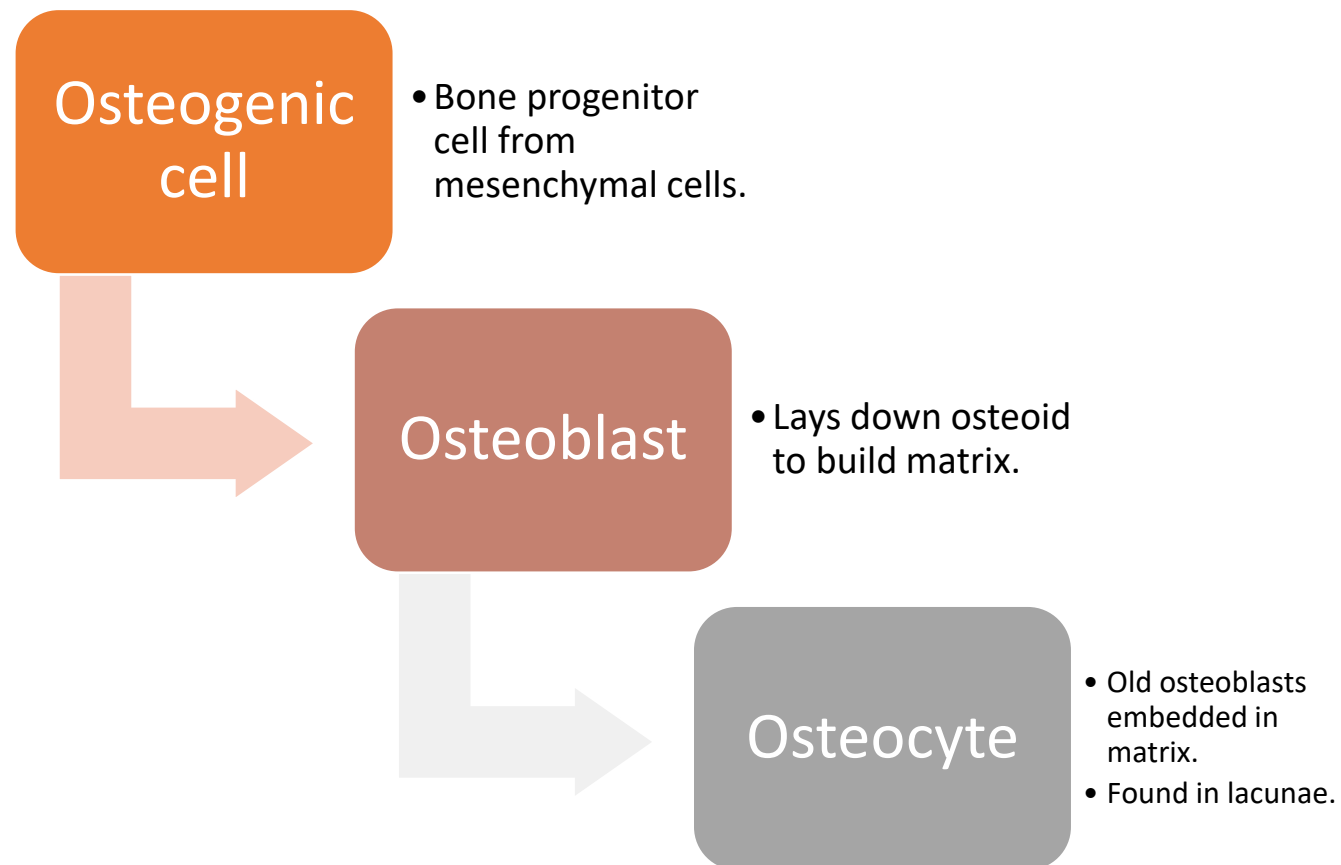 Osteogenic
cell
• Bone progenitor
cell from
mesenchymal cells.
Osteoblast
• Lays down osteoid
to build matrix.
Osteocyte
• Old osteoblasts
embedded in
matrix.
• Found in lacunae.